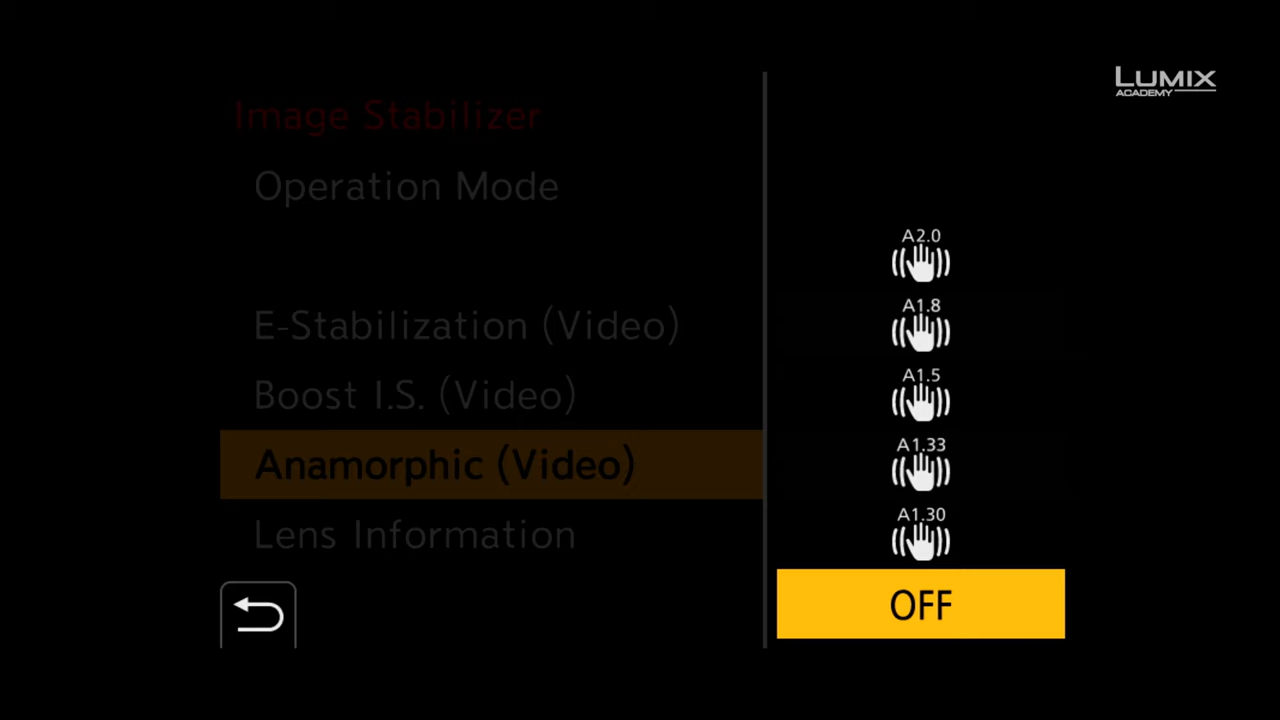 LUMIX
ACADEMY
Image Stabilizer
Operation Mode
E-Stabilization (Video)
Boost I.S. (Video)
Anamorphic (Video)
Lens Information
A2.0
A1.8
A1.5
A1.33
A1.30
OFF